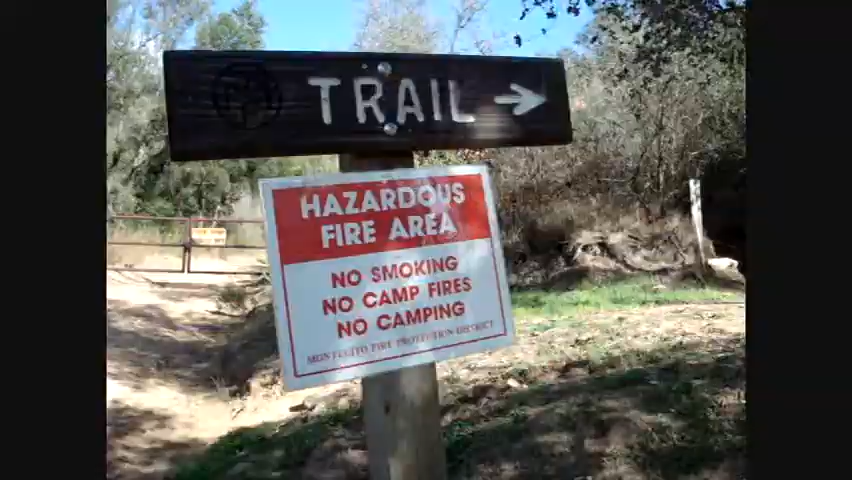 TRAIL
HAZARDOUS
FIRE AREA
NO SMOKING
NO CAMP FIRES
NO CAMPING
MONTECITO FIRE PROTECTION DISTRICT